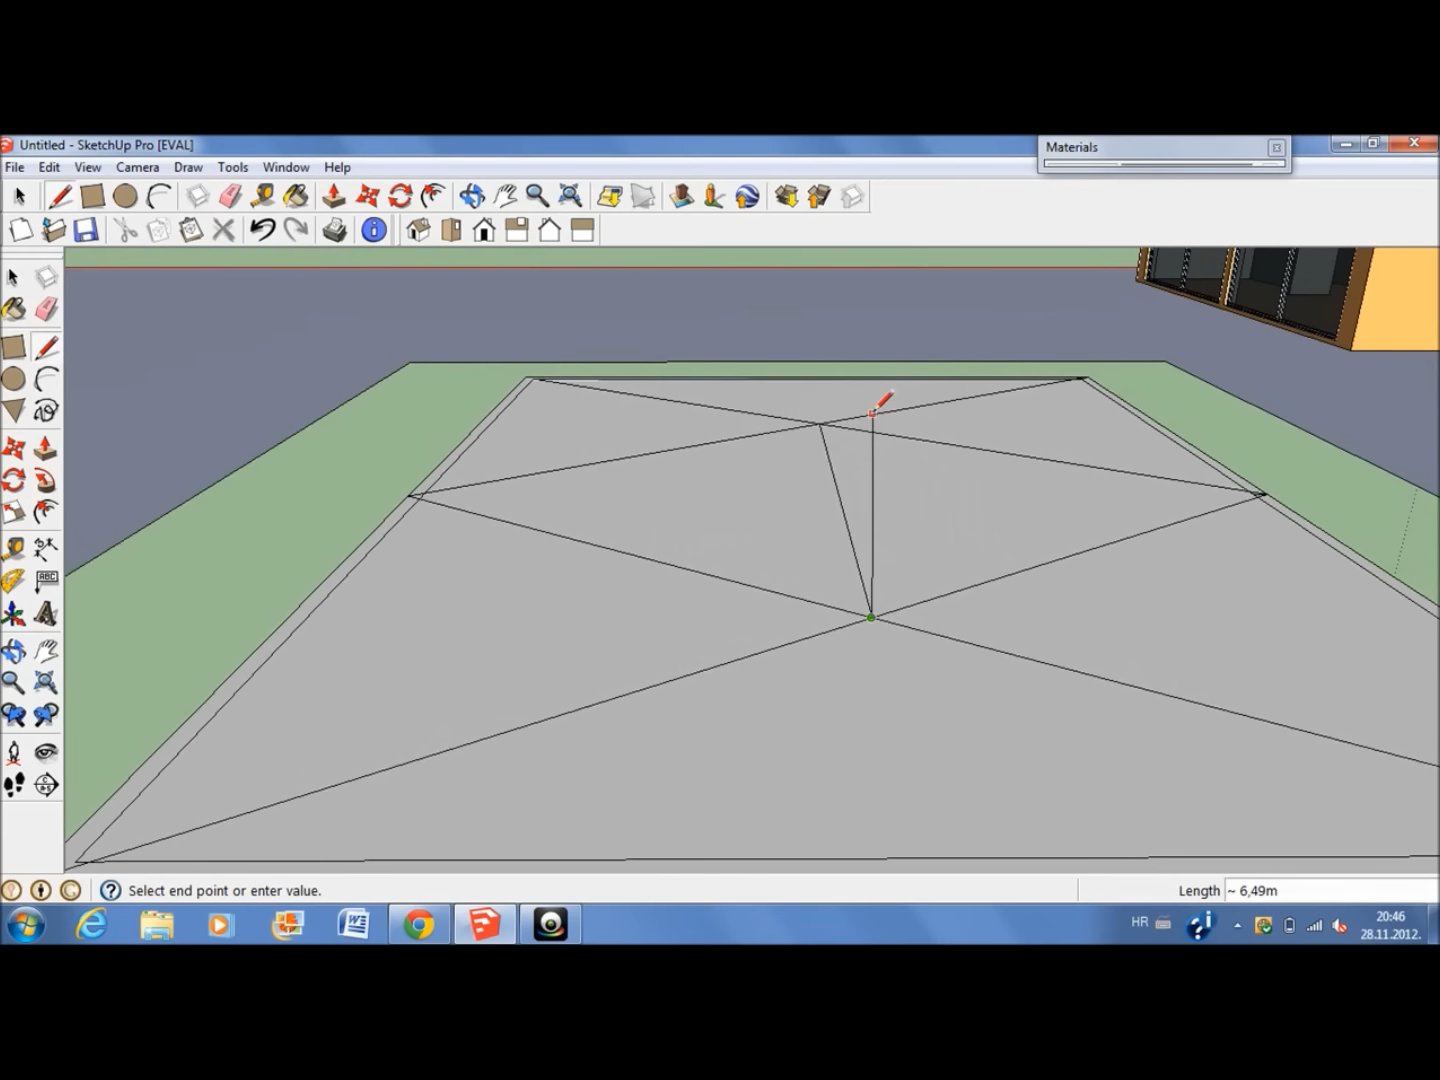 Untitled - SketchUp Pro [EVAL]
Materials
File Edit View Camera Draw Tools Window Help
ABC
A
Select end point or enter value.
Length ~ 6,49m
HR
20:46
28.11.2012.